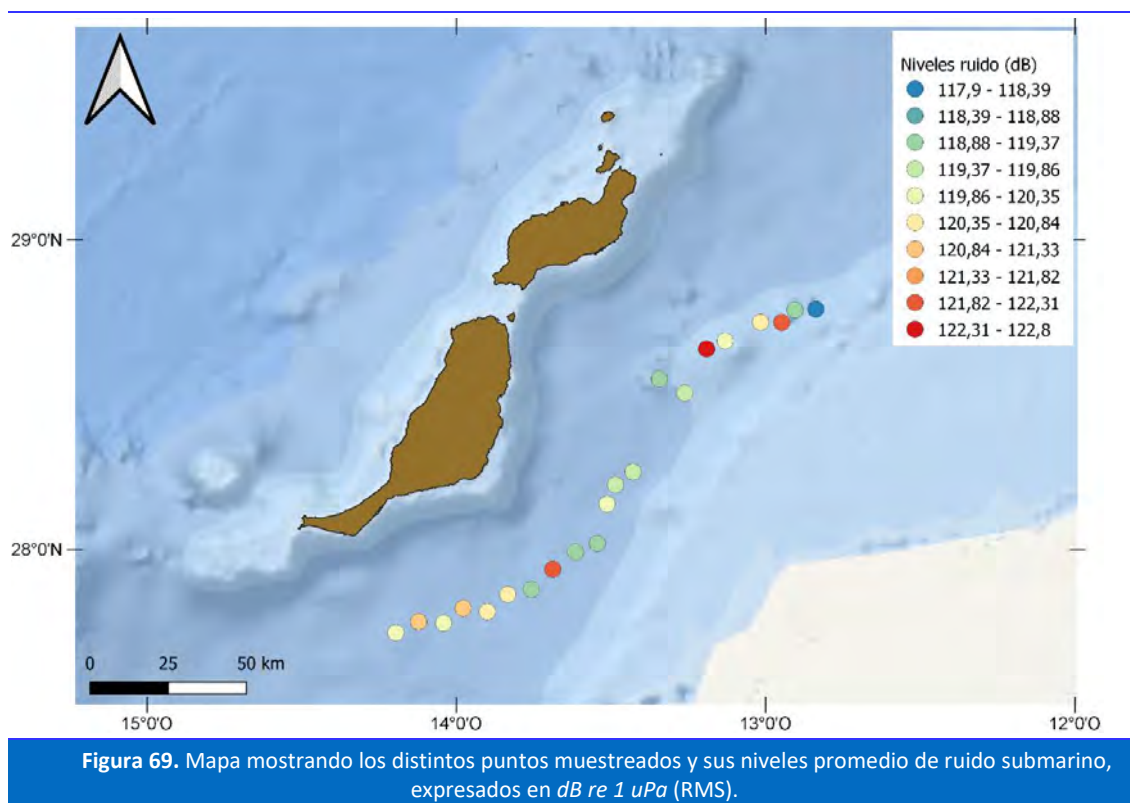 Niveles ruido (dB)
117,9 - 118,39
118,39 - 118,88
118,88 - 119,37
119,37 - 119,86
119,86 - 120,35
120,35 - 120,84
120,84 - 121,33
121,33 - 121,82
121,82 - 122,31
122,31 - 122,8
29°0'N
28°0'N
0 25 50 km
15°0'O 14°0'O 13°0'O 12°0'O
Figura 69. Mapa mostrando los distintos puntos muestreados y sus niveles promedio de ruido submarino,
expresados en dB re 1 uPa (RMS).